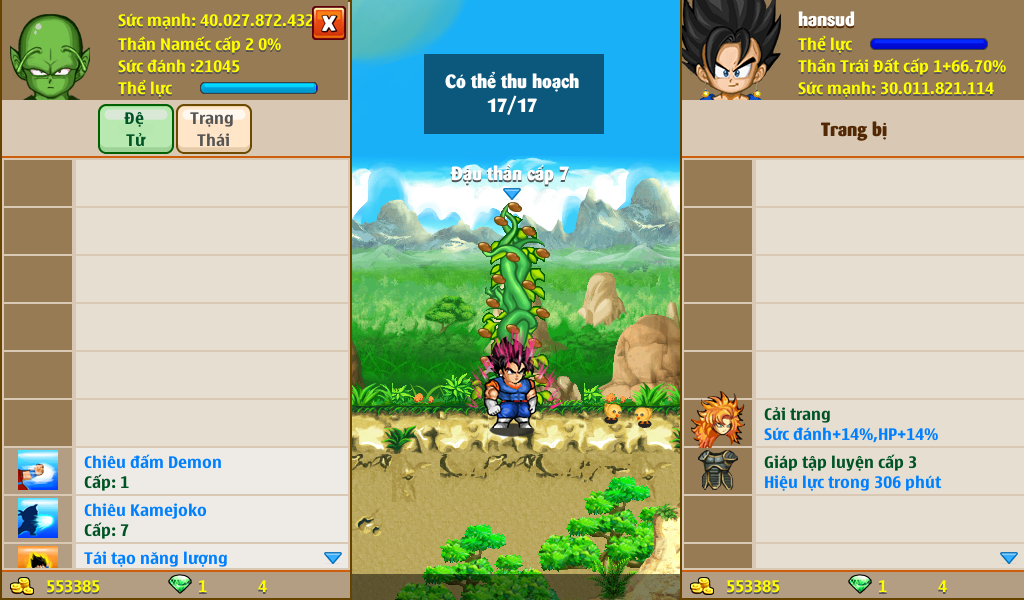 Sức mạnh: 40.027.872.432
X
Thần Namếc cấp 2 0%
Sức đánh :21045
Thể lực
Đệ
Tử
Trạng
Thái
Chiêu đấm Demon
Cấp: 1
Chiêu Kamejoko
Cấp: 7
Tái tạo năng lượng
553385
1
4
Có thể thu hoạch
17/17
Đậu thần cấp 7
hansud
Thể lực
Thần Trái Đất cấp 1+66.70%
Sức mạnh: 30.011.821.114
Trang bị
Cải trang
Sức đánh+14%,HP+14%
Giáp tập luyện cấp 3
Hiệu lực trong 306 phút
553385
1
4